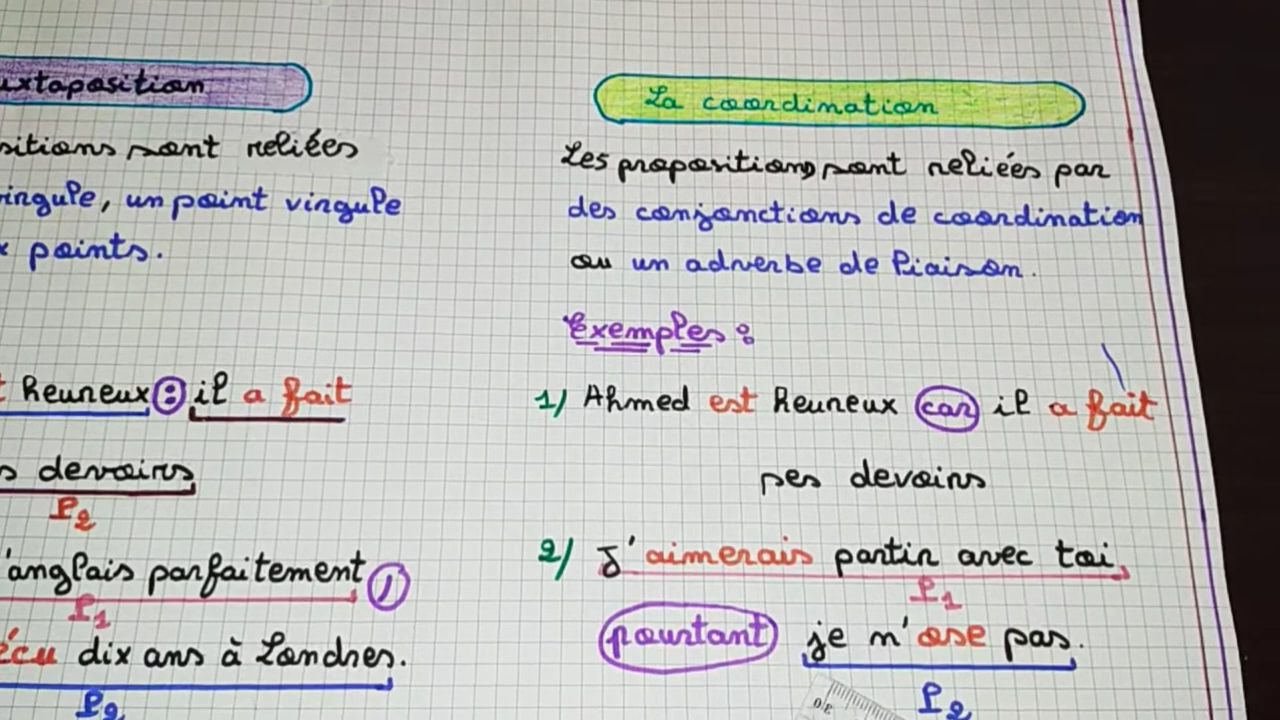 uxtaposition
sitions sont reliées
virgule, un point virgule
x points.
t heureux : il a fait
s devoirs
P2
'anglais parfaitement ,
P1
écu dix ans à Londres.
P2
La coordination
Les propositions sont reliées par
des conjonctions de coordination
ou un adverbe de liaison.
Exemples :
1/ Ahmed est heureux car il a fait
ses devoirs
2/ J'aimerais partir avec toi,
P1
pourtant je n'ose pas.
P2